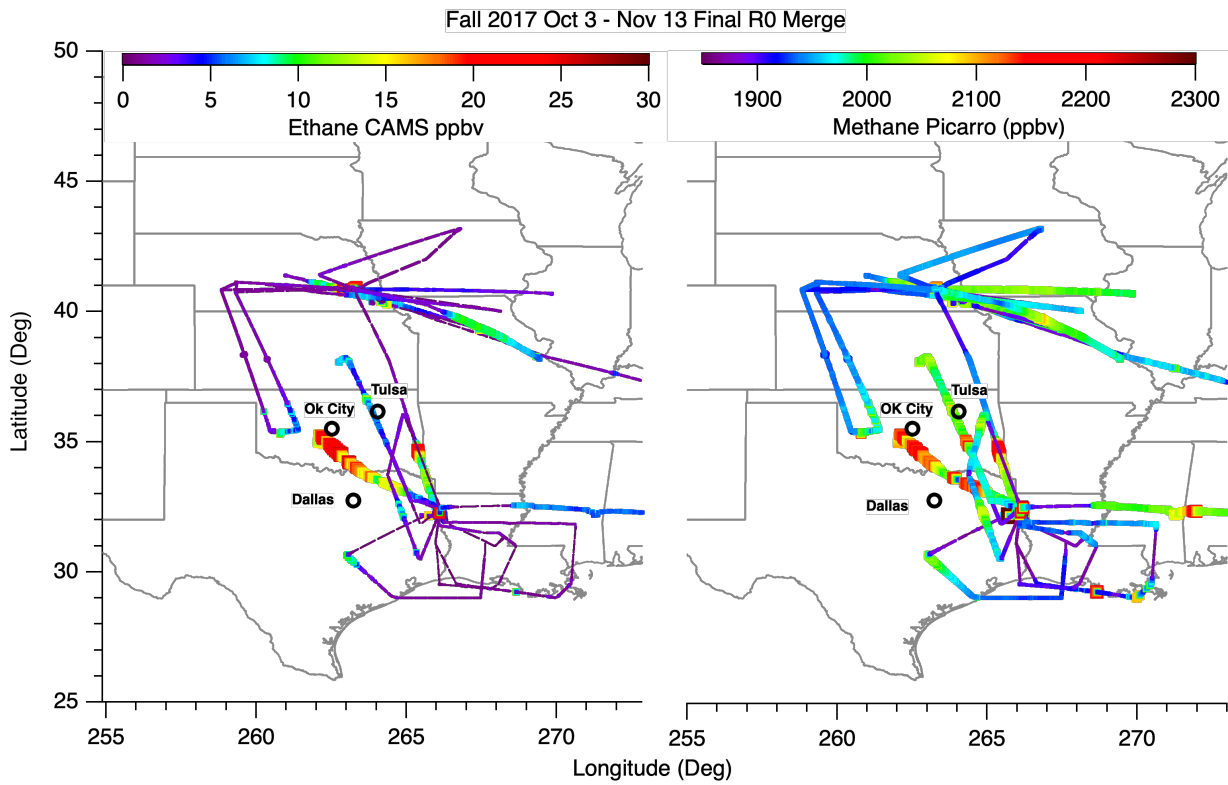 Fall 2017 Oct 3 - Nov 13 Final R0 Merge
50
0 5 10 15 20 25 30
Ethane CAMS ppbv
1900 2000 2100 2200 2300
Methane Picarro (ppbv)
45
40
35
30
25
Latitude (Deg)
Tulsa
Ok City
Dallas
Tulsa
OK City
Dallas
255 260 265 270
255 260 265 270
Longitude (Deg)